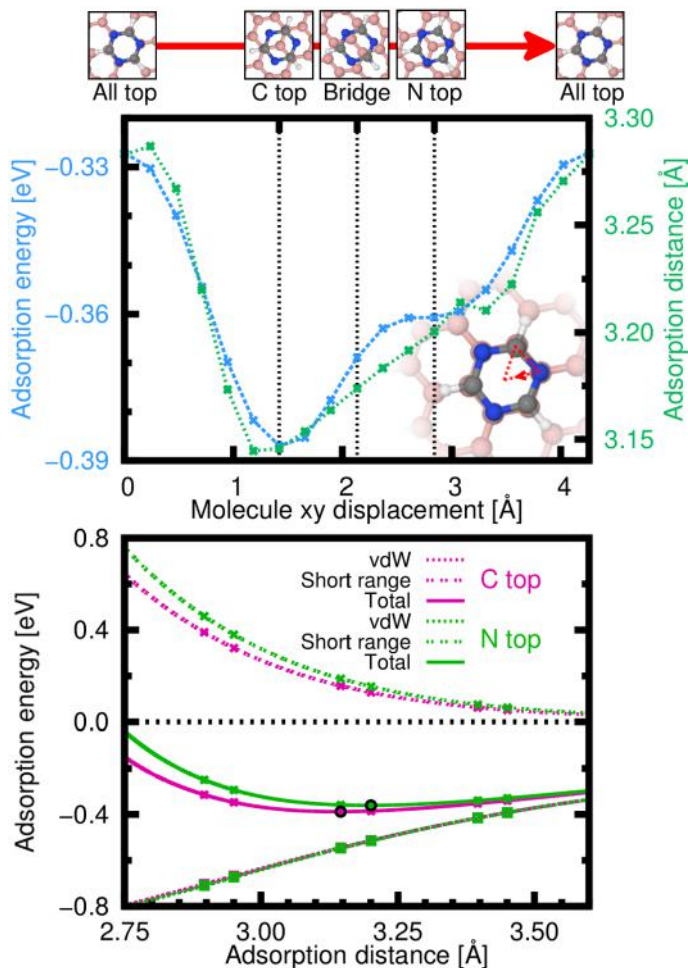 All top
C top
Bridge
N top
All top
Adsorption energy [eV]
−0.33
−0.36
−0.39
3.30
3.25
3.20
3.15
Adsorption distance [Å]
0 1 2 3 4
Molecule xy displacement [Å]
Adsorption energy [eV]
0.8
0.4
0.0
−0.4
−0.8
vdW
Short range
Total
C top
vdW
Short range
Total
N top
2.75 3.00 3.25 3.50
Adsorption distance [Å]